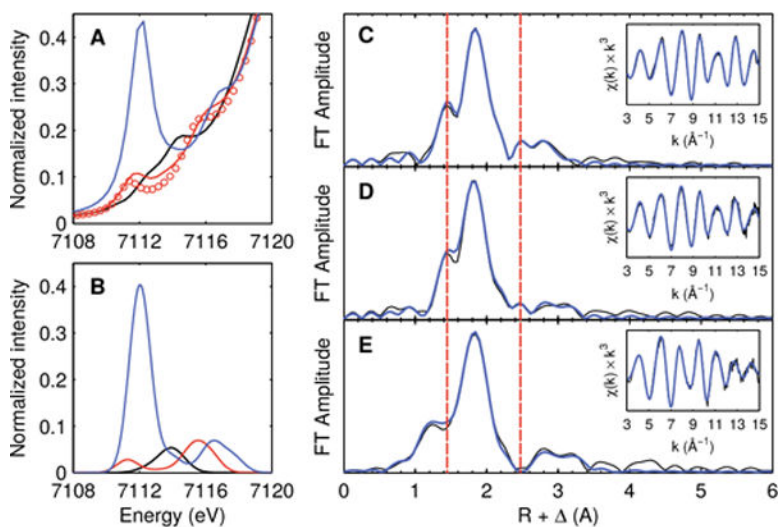 A
Normalized intensity
0.4
0.3
0.2
0.1
0
7108 7112 7116 7120
B
Normalized intensity
0.4
0.3
0.2
0.1
0
7108 7112 7116 7120
Energy (eV)
C
FT Amplitude
χ(k) × k³
3 5 7 9 11 13 15
k (Å⁻¹)
D
FT Amplitude
χ(k) × k³
3 5 7 9 11 13 15
k (Å⁻¹)
E
FT Amplitude
χ(k) × k³
3 5 7 9 11 13 15
k (Å⁻¹)
0 1 2 3 4 5 6
R + Δ (A)